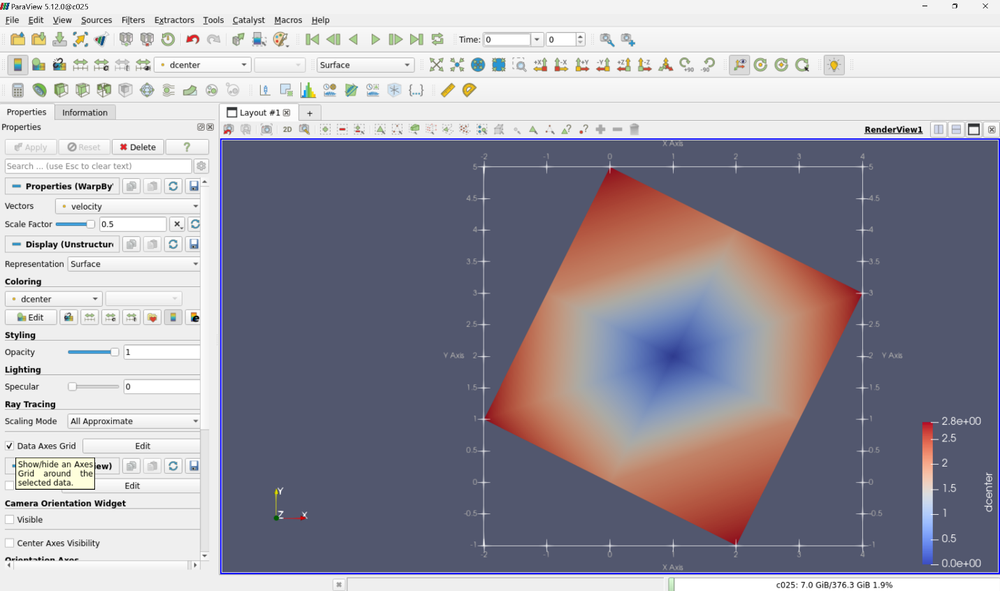 ParaView 5.12.0@c025
File Edit View Sources Filters Extractors Tools Catalyst Macros Help
Time: 0 0
dcenter Surface +X -X +Y -Y +Z -Z +90 -90
Properties Information Layout #1 +
Properties
2D RenderView1
Apply Reset Delete ?
Search ... (use Esc to clear text)
Properties (WarpBy
Vectors velocity
Scale Factor 0.5
Display (Unstructure
Representation Surface
Coloring
dcenter
Edit
Styling
Opacity 1
Lighting
Specular 0
Ray Tracing
Scaling Mode All Approximate
Data Axes Grid Edit
Show/hide an Axes
Grid around the
selected data.
iew)
Edit
Camera Orientation Widget
Visible
Center Axes Visibility
Orientation Axes
X Axis
-2 -1 0 1 2 3 4
5 5
4.5 4.5
4 4
3.5 3.5
3 3
2.5 2.5
Y Axis 2 2 Y Axis
1.5 1.5
1 1
0.5 0.5
0 0
-0.5 -0.5
-1 -1
-2 -1 0 1 2 3 4
X Axis
Y
Z X
2.8e+00
2.5
2
1.5
1
0.5
0.0e+00
dcenter
c025: 7.0 GiB/376.3 GiB 1.9%